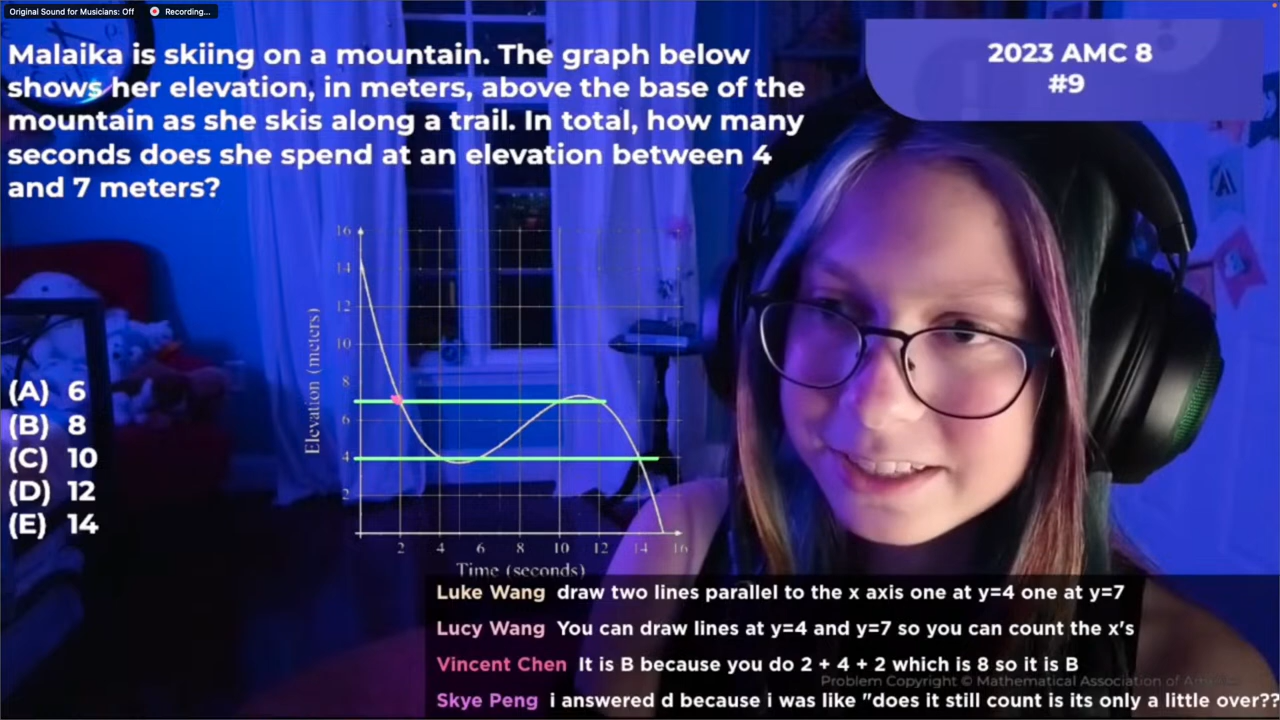 Original Sound for Musicians: Off
Recording...
Malaika is skiing on a mountain. The graph below
shows her elevation, in meters, above the base of the
mountain as she skis along a trail. In total, how many
seconds does she spend at an elevation between 4
and 7 meters?
2023 AMC 8
#9
16
14
12
10
8
6
4
2
Elevation (meters)
2 4 6 8 10 12 14 16
Time (seconds)
(A) 6
(B) 8
(C) 10
(D) 12
(E) 14
Luke Wang draw two lines parallel to the x axis one at y=4 one at y=7
Lucy Wang You can draw lines at y=4 and y=7 so you can count the x's
Vincent Chen It is B because you do 2 + 4 + 2 which is 8 so it is B
Problem Copyright © Mathematical Association of
Skye Peng i answered d because i was like "does it still count is its only a little over??